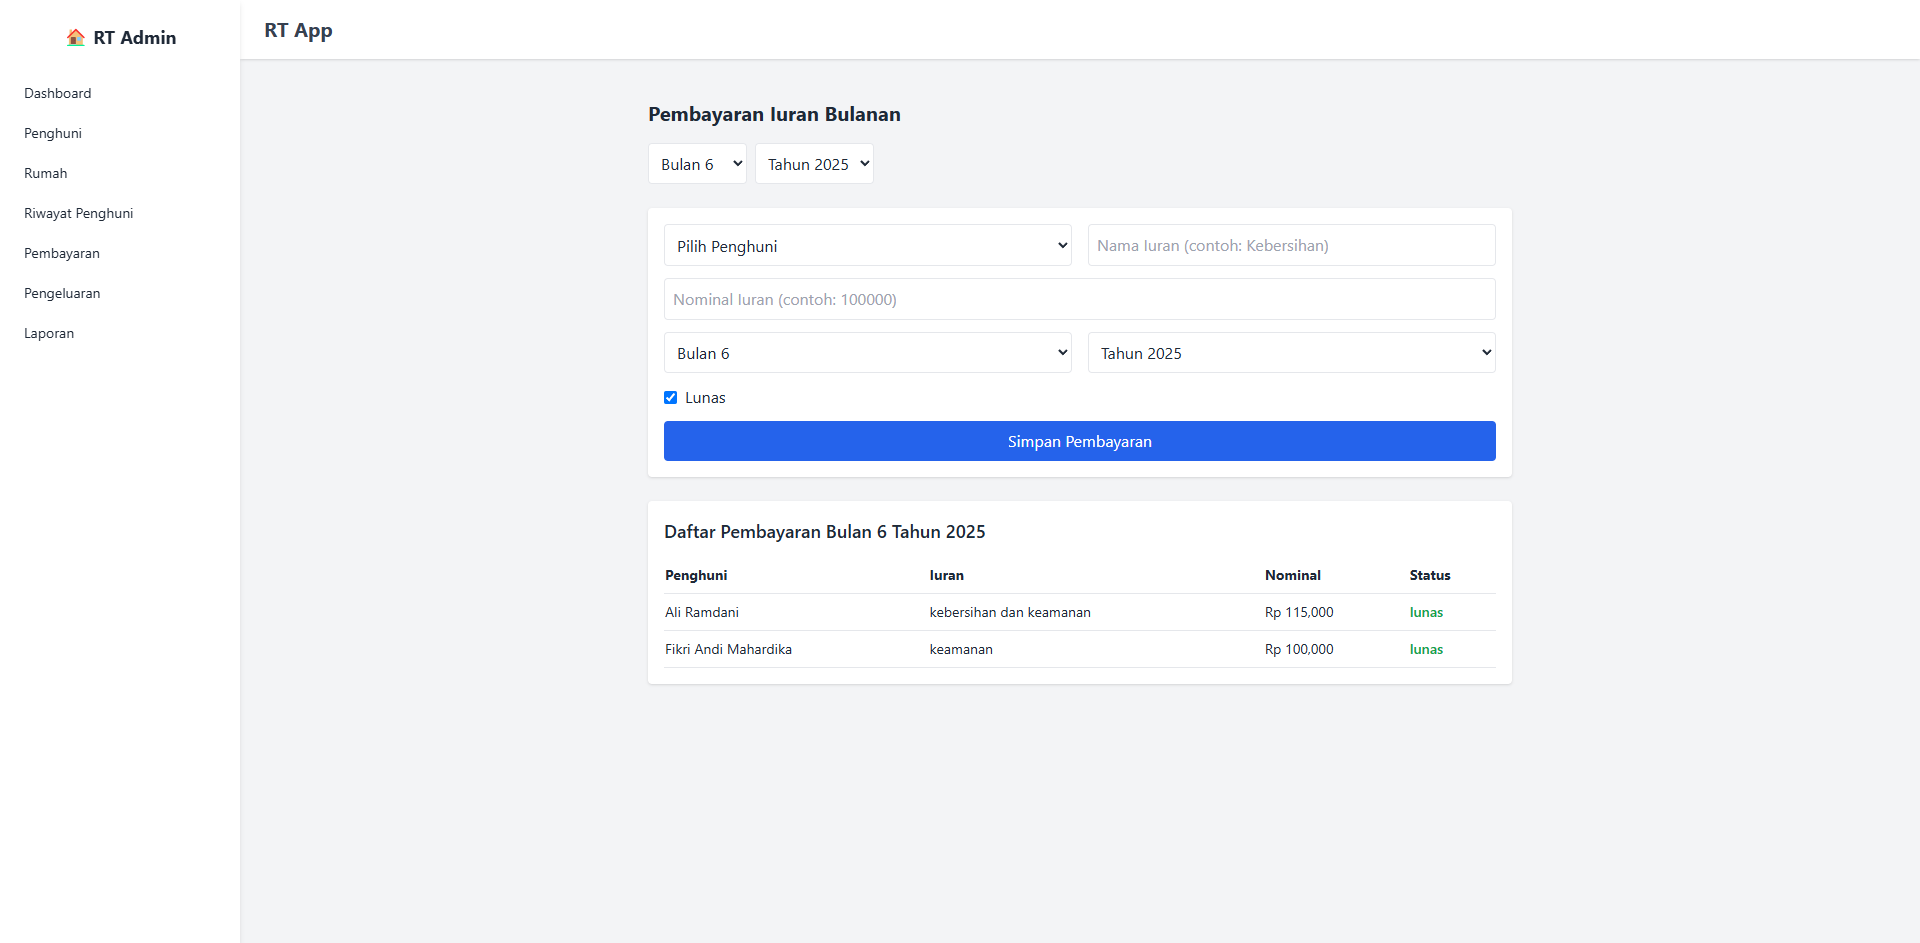 RT Admin
Dashboard
Penghuni
Rumah
Riwayat Penghuni
Pembayaran
Pengeluaran
Laporan
RT App
Pembayaran Iuran Bulanan
Bulan 6 Tahun 2025
Pilih Penghuni Nama Iuran (contoh: Kebersihan)
Nominal Iuran (contoh: 100000)
Bulan 6 Tahun 2025
Lunas
Simpan Pembayaran
Daftar Pembayaran Bulan 6 Tahun 2025
Penghuni Iuran Nominal Status
Ali Ramdani kebersihan dan keamanan Rp 115,000 lunas
Fikri Andi Mahardika keamanan Rp 100,000 lunas